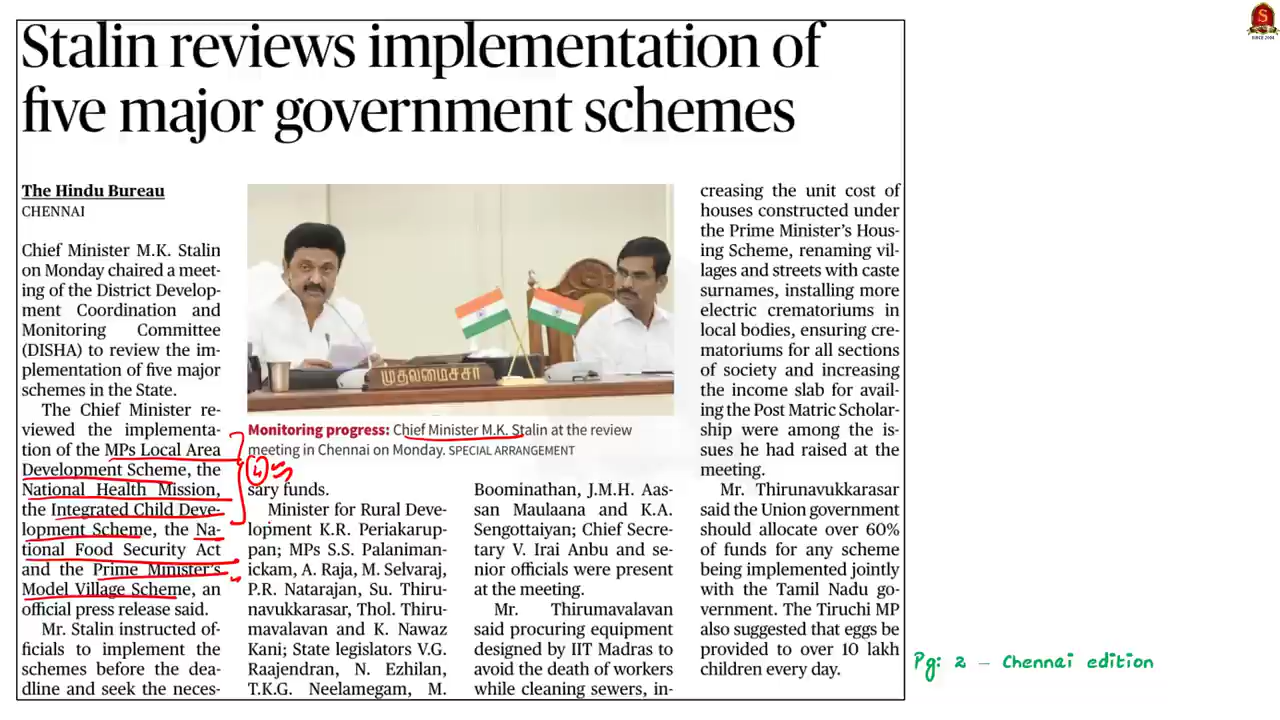 Stalin reviews implementation of
five major government schemes
The Hindu Bureau
CHENNAI
Chief Minister M.K. Stalin
on Monday chaired a meet-
ing of the District Develop-
ment Coordination and
Monitoring Committee
(DISHA) to review the im-
plementation of five major
schemes in the State.
The Chief Minister re-
viewed the implementa-
tion of the MPs Local Area
Development Scheme, the
National Health Mission,
the Integrated Child Deve-
lopment Scheme, the Na-
tional Food Security Act
and the Prime Minister's
Model Village Scheme, an
official press release said.
Mr. Stalin instructed of-
ficials to implement the
schemes before the dea-
dline and seek the neces-
முதலமைச்சர்
Monitoring progress: Chief Minister M.K. Stalin at the review
meeting in Chennai on Monday. SPECIAL ARRANGEMENT
sary funds.
Minister for Rural Deve-
lopment K.R. Periakarup-
pan; MPs S.S. Palaniman-
ickam, A. Raja, M. Selvaraj,
P.R. Natarajan, Su. Thiru-
navukkarasar, Thol. Thiru-
mavalavan and K. Nawaz
Kani; State legislators V.G.
Raajendran, N. Ezhilan,
T.K.G. Neelamegam, M.
Boominathan, J.M.H. Aas-
san Maulaana and K.A.
Sengottaiyan; Chief Secre-
tary V. Irai Anbu and se-
nior officials were present
at the meeting.
Mr. Thirumavalavan
said procuring equipment
designed by IIT Madras to
avoid the death of workers
while cleaning sewers, in-
creasing the unit cost of
houses constructed under
the Prime Minister's Hous-
ing Scheme, renaming vil-
lages and streets with caste
surnames, installing more
electric crematoriums in
local bodies, ensuring cre-
matoriums for all sections
of society and increasing
the income slab for avail-
ing the Post Matric Scholar-
ship were among the is-
sues he had raised at the
meeting.
Mr. Thirunavukkarasar
said the Union government
should allocate over 60%
of funds for any scheme
being implemented jointly
with the Tamil Nadu go-
vernment. The Tiruchi MP
also suggested that eggs be
provided to over 10 lakh
children every day.
Pg: 2 – Chennai edition
S
SINCE 2004